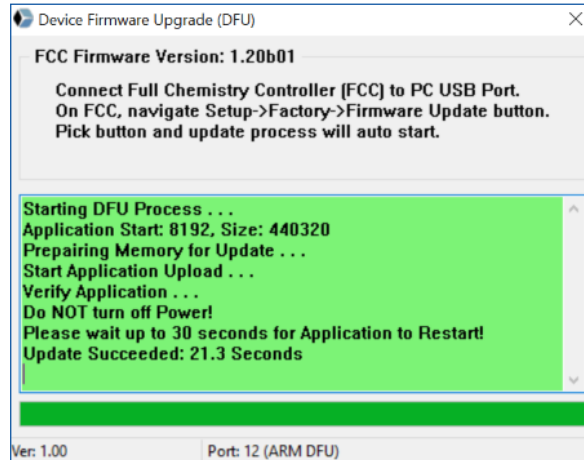 Device Firmware Upgrade (DFU)
FCC Firmware Version: 1.20b01
Connect Full Chemistry Controller (FCC) to PC USB Port.
On FCC, navigate Setup->Factory->Firmware Update button.
Pick button and update process will auto start.
Starting DFU Process . . .
Application Start: 8192, Size: 440320
Prepairing Memory for Update . . .
Start Application Upload . . .
Verify Application . . .
Do NOT turn off Power!
Please wait up to 30 seconds for Application to Restart!
Update Succeeded: 21.3 Seconds
Ver: 1.00
Port: 12 (ARM DFU)